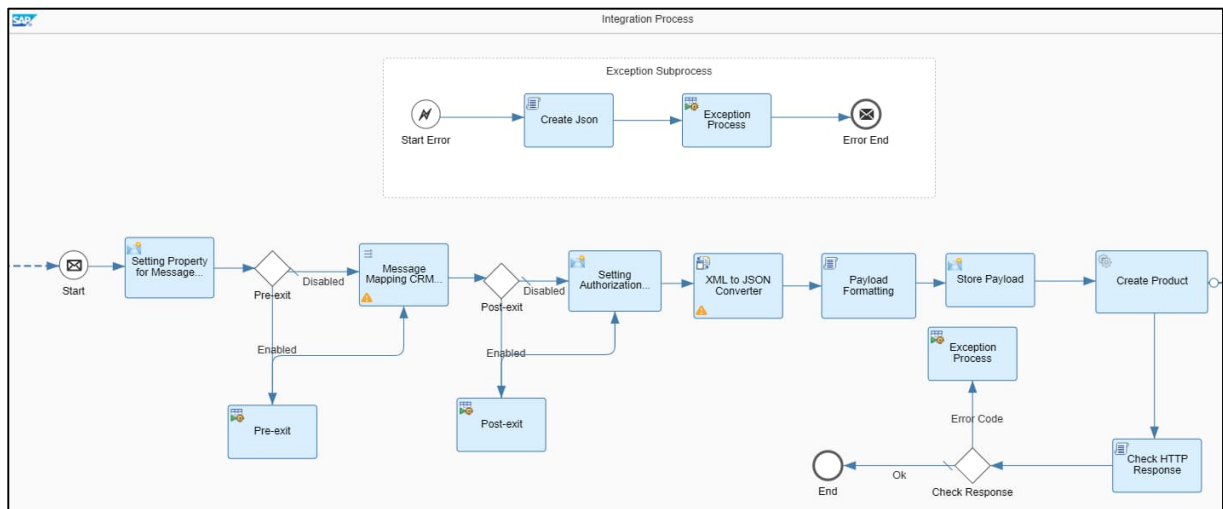 SAP
Integration Process
Exception Subprocess
Create Json
Exception
Process
Start Error
Error End
Setting Property
for Message...
Start
Pre-exit
Disabled
Message
Mapping CRM...
Post-exit
Disabled
Setting
Authorization...
XML to JSON
Converter
Payload
Formatting
Store Payload
Create Product
Enabled
Enabled
Pre-exit
Post-exit
Exception
Process
Error Code
Check HTTP
Response
Ok
End
Check Response